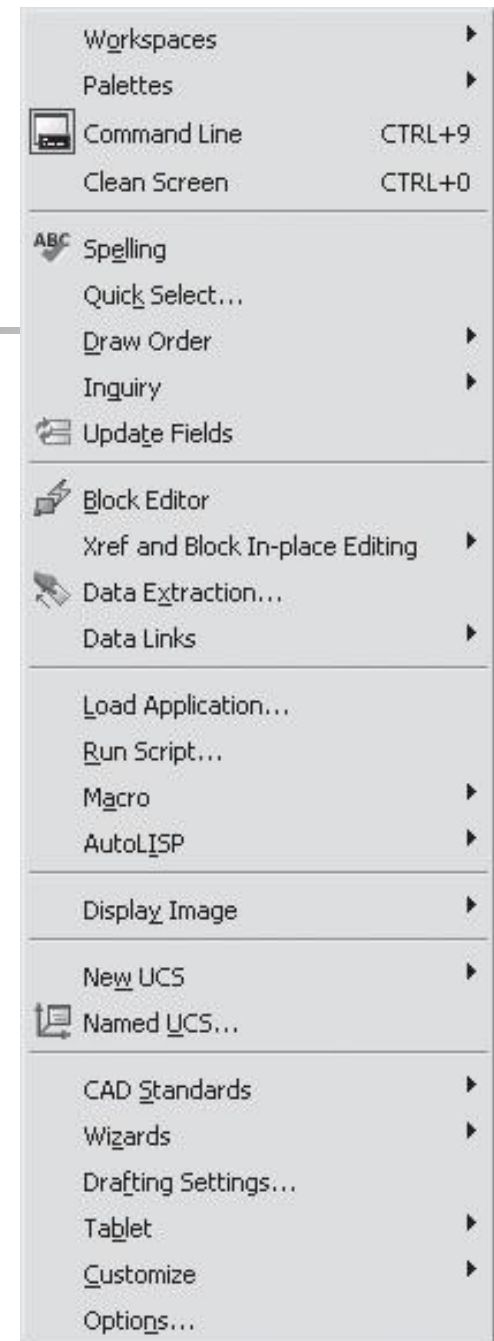 Workspaces
Palettes
Command Line CTRL+9
Clean Screen CTRL+0
ABC Spelling
Quick Select...
Draw Order
Inquiry
Update Fields
Block Editor
Xref and Block In-place Editing
Data Extraction...
Data Links
Load Application...
Run Script...
Macro
AutoLISP
Display Image
New UCS
Named UCS...
CAD Standards
Wizards
Drafting Settings...
Tablet
Customize
Options...